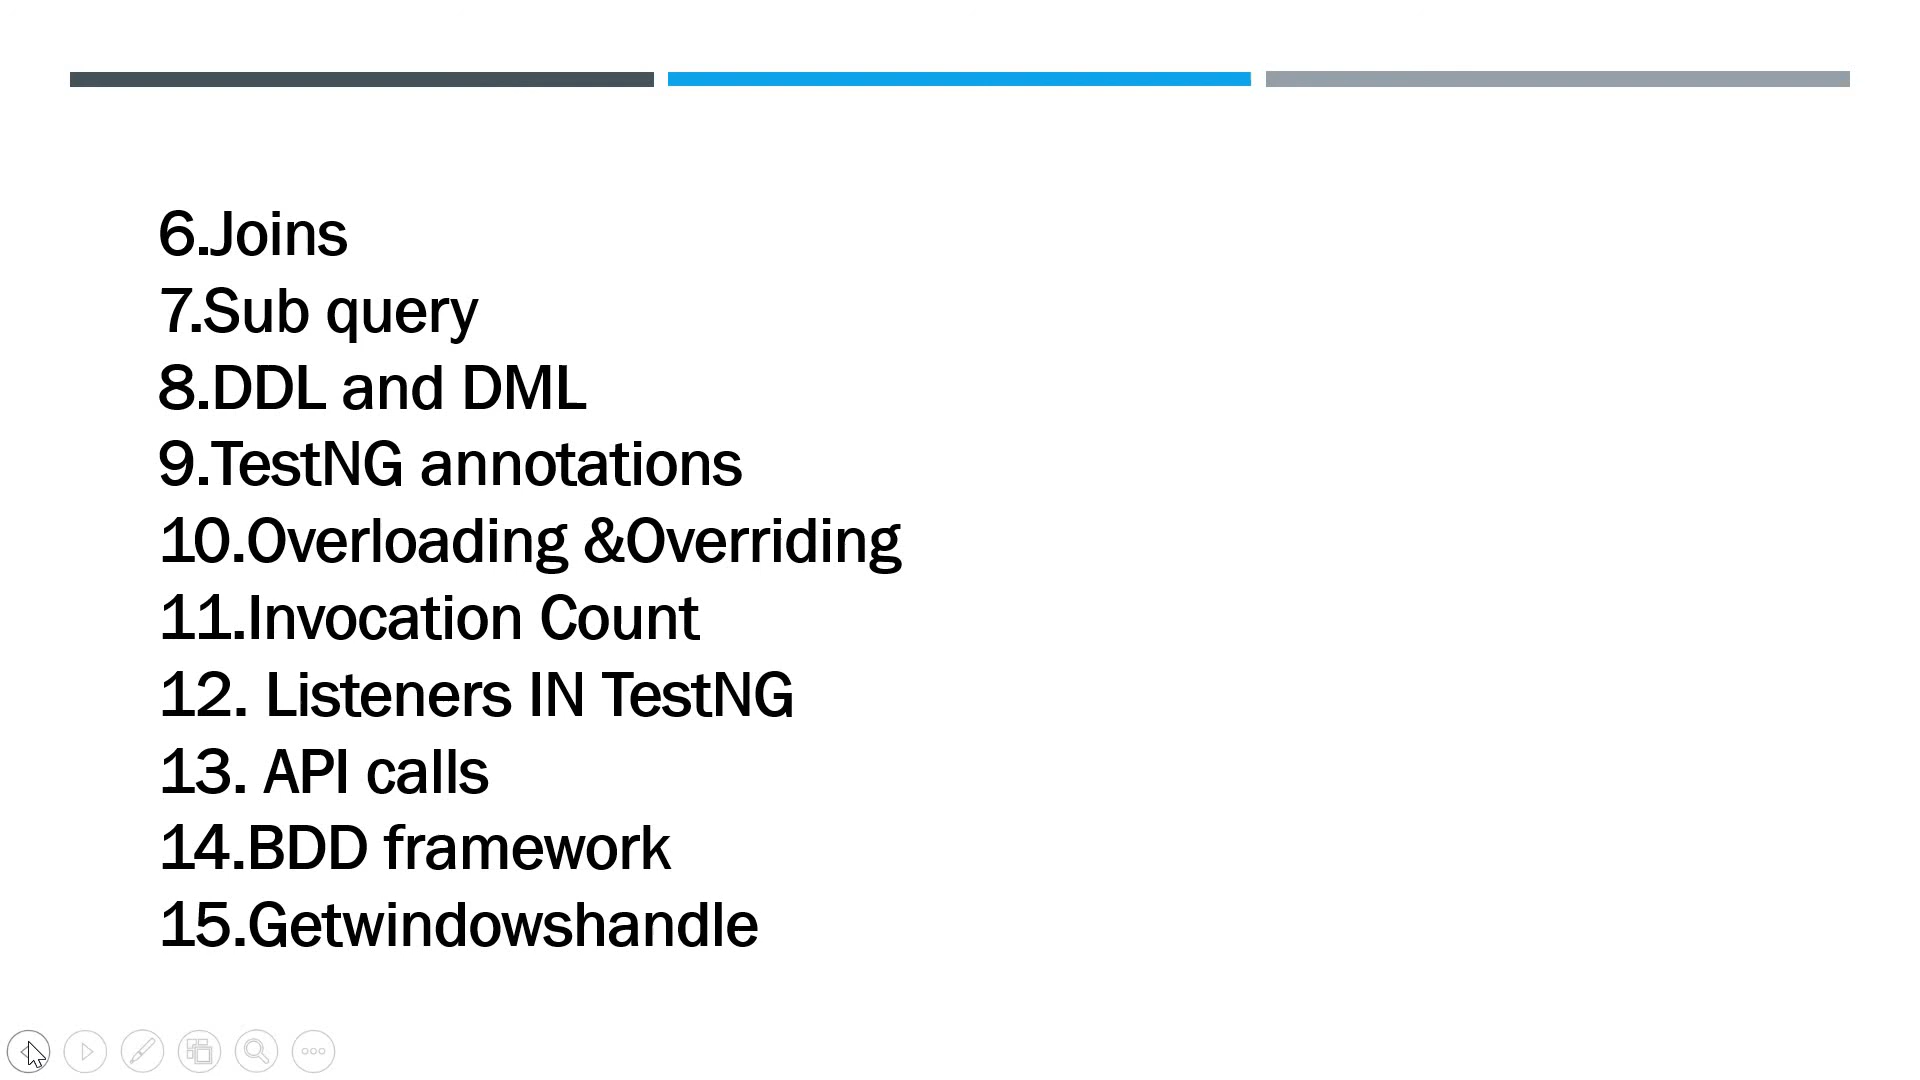 6.Joins
7.Sub query
8.DDL and DML
9.TestNG annotations
10.Overloading &Overriding
11.Invocation Count
12. Listeners IN TestNG
13. API calls
14.BDD framework
15.Getwindowshandle